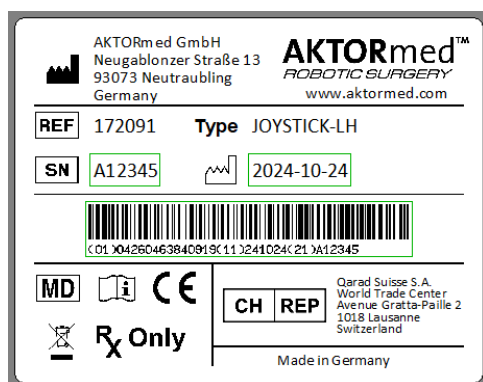 AKTORmed GmbH
Neugablonzer Straße 13
93073 Neutraubling
Germany
AKTORmed™
ROBOTIC SURGERY
www.aktormed.com
REF 172091 Type JOYSTICK-LH
SN A12345 2024-10-24
(01)04260463840919(11)241024(21)A12345
MD i CE
Rx Only
CH REP
Qarad Suisse S.A.
World Trade Center
Avenue Gratta-Paille 2
1018 Lausanne
Switzerland
Made in Germany